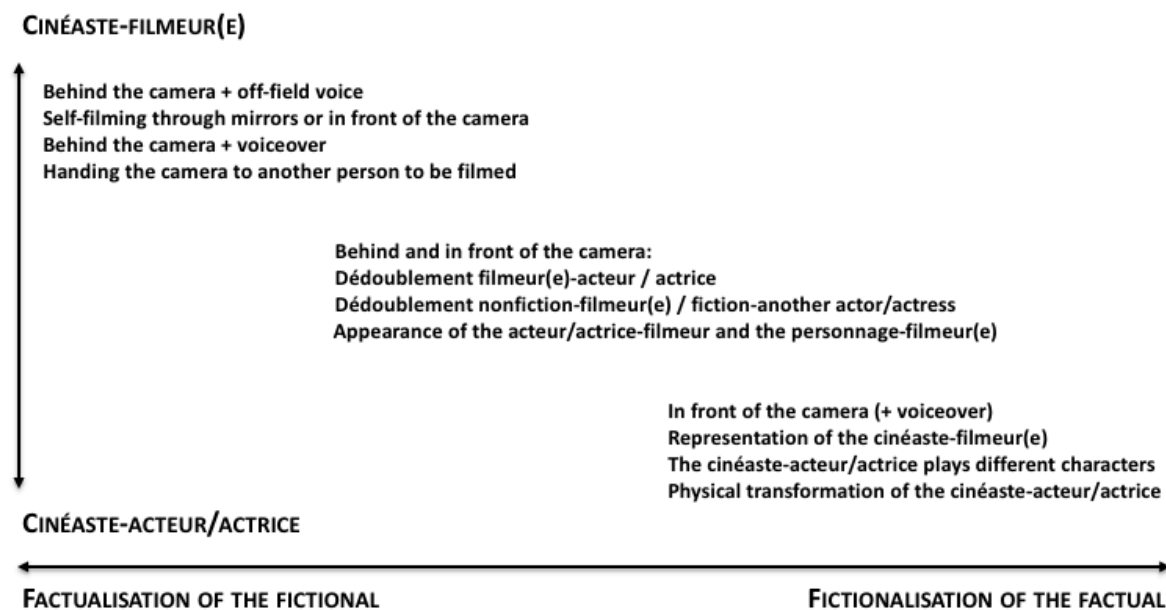 CINÉASTE-FILMEUR(E)
Behind the camera + off-field voice
Self-filming through mirrors or in front of the camera
Behind the camera + voiceover
Handing the camera to another person to be filmed
Behind and in front of the camera:
Dédoublement filmeur(e)-acteur / actrice
Dédoublement nonfiction-filmeur(e) / fiction-another actor/actress
Appearance of the acteur/actrice-filmeur and the personnage-filmeur(e)
In front of the camera (+ voiceover)
Representation of the cinéaste-filmeur(e)
The cinéaste-acteur/actrice plays different characters
Physical transformation of the cinéaste-acteur/actrice
CINÉASTE-ACTEUR/ACTRICE
FACTUALISATION OF THE FICTIONAL
FICTIONALISATION OF THE FACTUAL